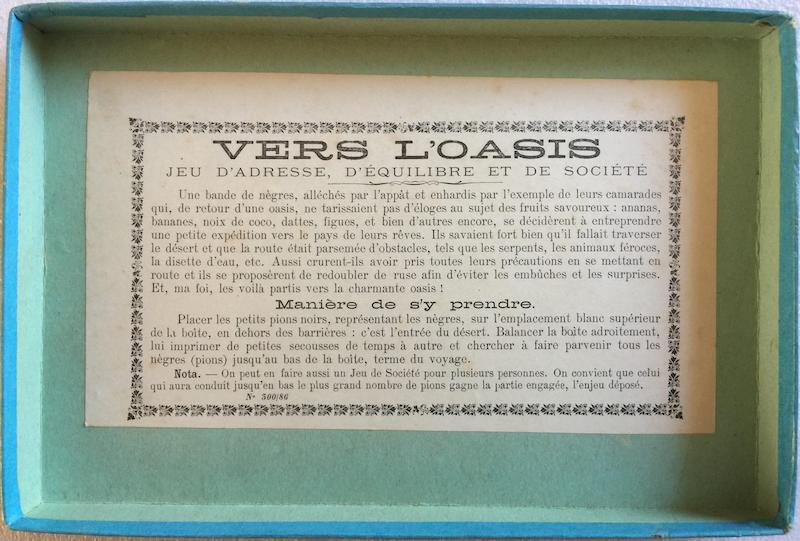 VERS L'OASIS
JEU D'ADRESSE, D'ÉQUILIBRE ET DE SOCIÉTÉ
Une bande de nègres, alléchés par l'appât et enhardis par l'exemple de leurs camarades
qui, de retour d'une oasis, ne tarissaient pas d'éloges au sujet des fruits savoureux : ananas,
bananes, noix de coco, dattes, figues, et bien d'autres encore, se décidèrent à entreprendre
une petite expédition vers le pays de leurs rêves. Ils savaient fort bien qu'il fallait traverser
le désert et que la route était parsemée d'obstacles, tels que les serpents, les animaux féroces,
la disette d'eau, etc. Aussi crurent-ils avoir pris toutes leurs précautions en se mettant en
route et ils se proposèrent de redoubler de ruse afin d'éviter les embûches et les surprises.
Et, ma foi, les voilà partis vers la charmante oasis !
Manière de s'y prendre.
Placer les petits pions noirs, représentant les nègres, sur l'emplacement blanc supérieur
de la boîte, en dehors des barrières : c'est l'entrée du désert. Balancer la boîte adroitement,
lui imprimer de petites secousses de temps à autre et chercher à faire parvenir tous les
nègres (pions) jusqu'au bas de la boîte, terme du voyage.
Nota. — On peut en faire aussi un Jeu de Société pour plusieurs personnes. On convient que celui
qui aura conduit jusqu'en bas le plus grand nombre de pions gagne la partie engagée, l'enjeu déposé.
N° 500/86